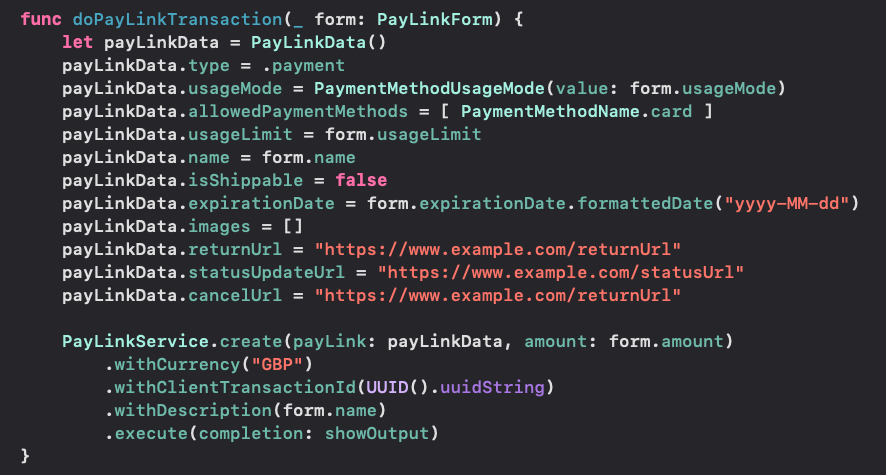 func doPayLinkTransaction(_ form: PayLinkForm) {
    let payLinkData = PayLinkData()
    payLinkData.type = .payment
    payLinkData.usageMode = PaymentMethodUsageMode(value: form.usageMode)
    payLinkData.allowedPaymentMethods = [ PaymentMethodName.card ]
    payLinkData.usageLimit = form.usageLimit
    payLinkData.name = form.name
    payLinkData.isShippable = false
    payLinkData.expirationDate = form.expirationDate.formattedDate("yyyy-MM-dd")
    payLinkData.images = []
    payLinkData.returnUrl = "https://www.example.com/returnUrl"
    payLinkData.statusUpdateUrl = "https://www.example.com/statusUrl"
    payLinkData.cancelUrl = "https://www.example.com/returnUrl"

    PayLinkService.create(payLink: payLinkData, amount: form.amount)
        .withCurrency("GBP")
        .withClientTransactionId(UUID().uuidString)
        .withDescription(form.name)
        .execute(completion: showOutput)
}